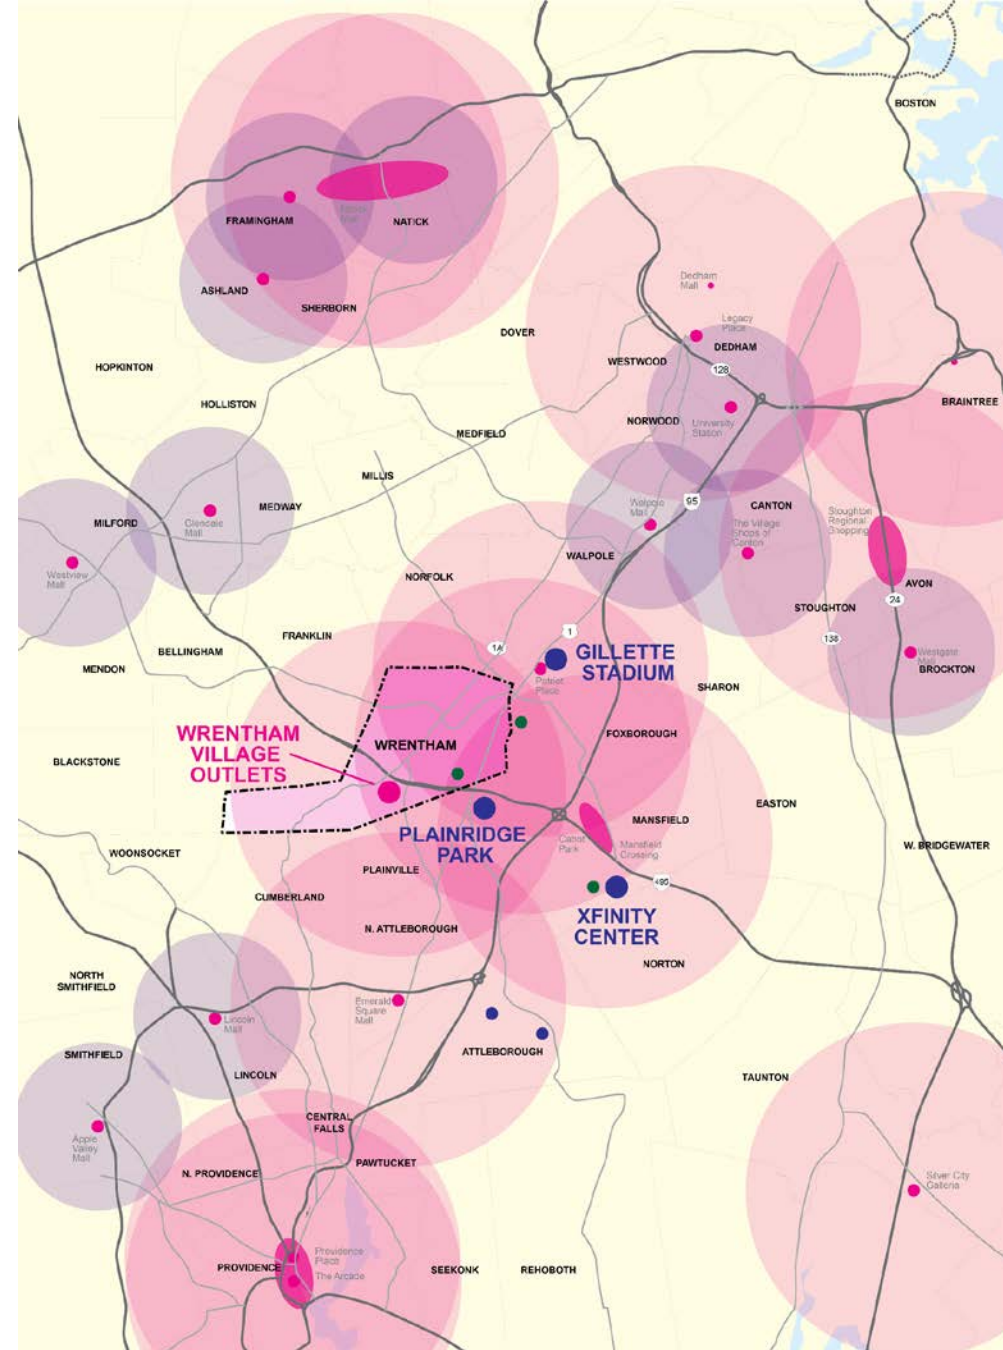 BOSTON
FRAMINGHAM
NATICK
ASHLAND
SHERBORN
Dedham
Mall
Legacy
Place
DEDHAM
DOVER
WESTWOOD
128
HOPKINTON
BRAINTREE
HOLLISTON
NORWOOD
University
Station
MEDFIELD
MILLIS
95
MEDWAY
CANTON
Walpole
Mall
Stoughton
Regional
Shopping
MILFORD
Glendale
Mall
The Village
Shops of
Canton
WALPOLE
Westview
Mall
NORFOLK
AVON
24
STOUGHTON
1
FRANKLIN
138
1A
BELLINGHAM
GILLETTE
STADIUM
Westgate
Mall
BROCKTON
MENDON
Patriot
Place
SHARON
WRENTHAM
VILLAGE
OUTLETS
WRENTHAM
FOXBOROUGH
BLACKSTONE
EASTON
PLAINRIDGE
PARK
MANSFIELD
Cabot
Park
Mansfield
Crossing
W. BRIDGEWATER
WOONSOCKET
PLAINVILLE
495
CUMBERLAND
XFINITY
CENTER
N. ATTLEBOROUGH
NORTON
NORTH
SMITHFIELD
Emerald
Square
Mall
Lincoln
Mall
SMITHFIELD
ATTLEBOROUGH
LINCOLN
TAUNTON
CENTRAL
FALLS
Apple
Valley
Mall
PAWTUCKET
N. PROVIDENCE
Silver City
Galleria
Providence
Place
PROVIDENCE
The Arcade
SEEKONK
REHOBOTH